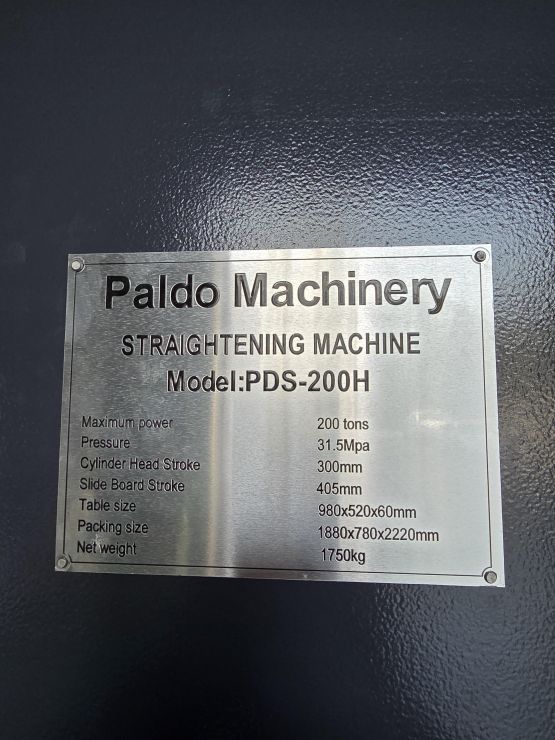 Paldo Machinery
STRAIGHTENING MACHINE
Model:PDS-200H
Maximum power 200 tons
Pressure 31.5Mpa
Cylinder Head Stroke 300mm
Slide Board Stroke 405mm
Table size 980x520x60mm
Packing size 1880x780x2220mm
Net weight 1750kg